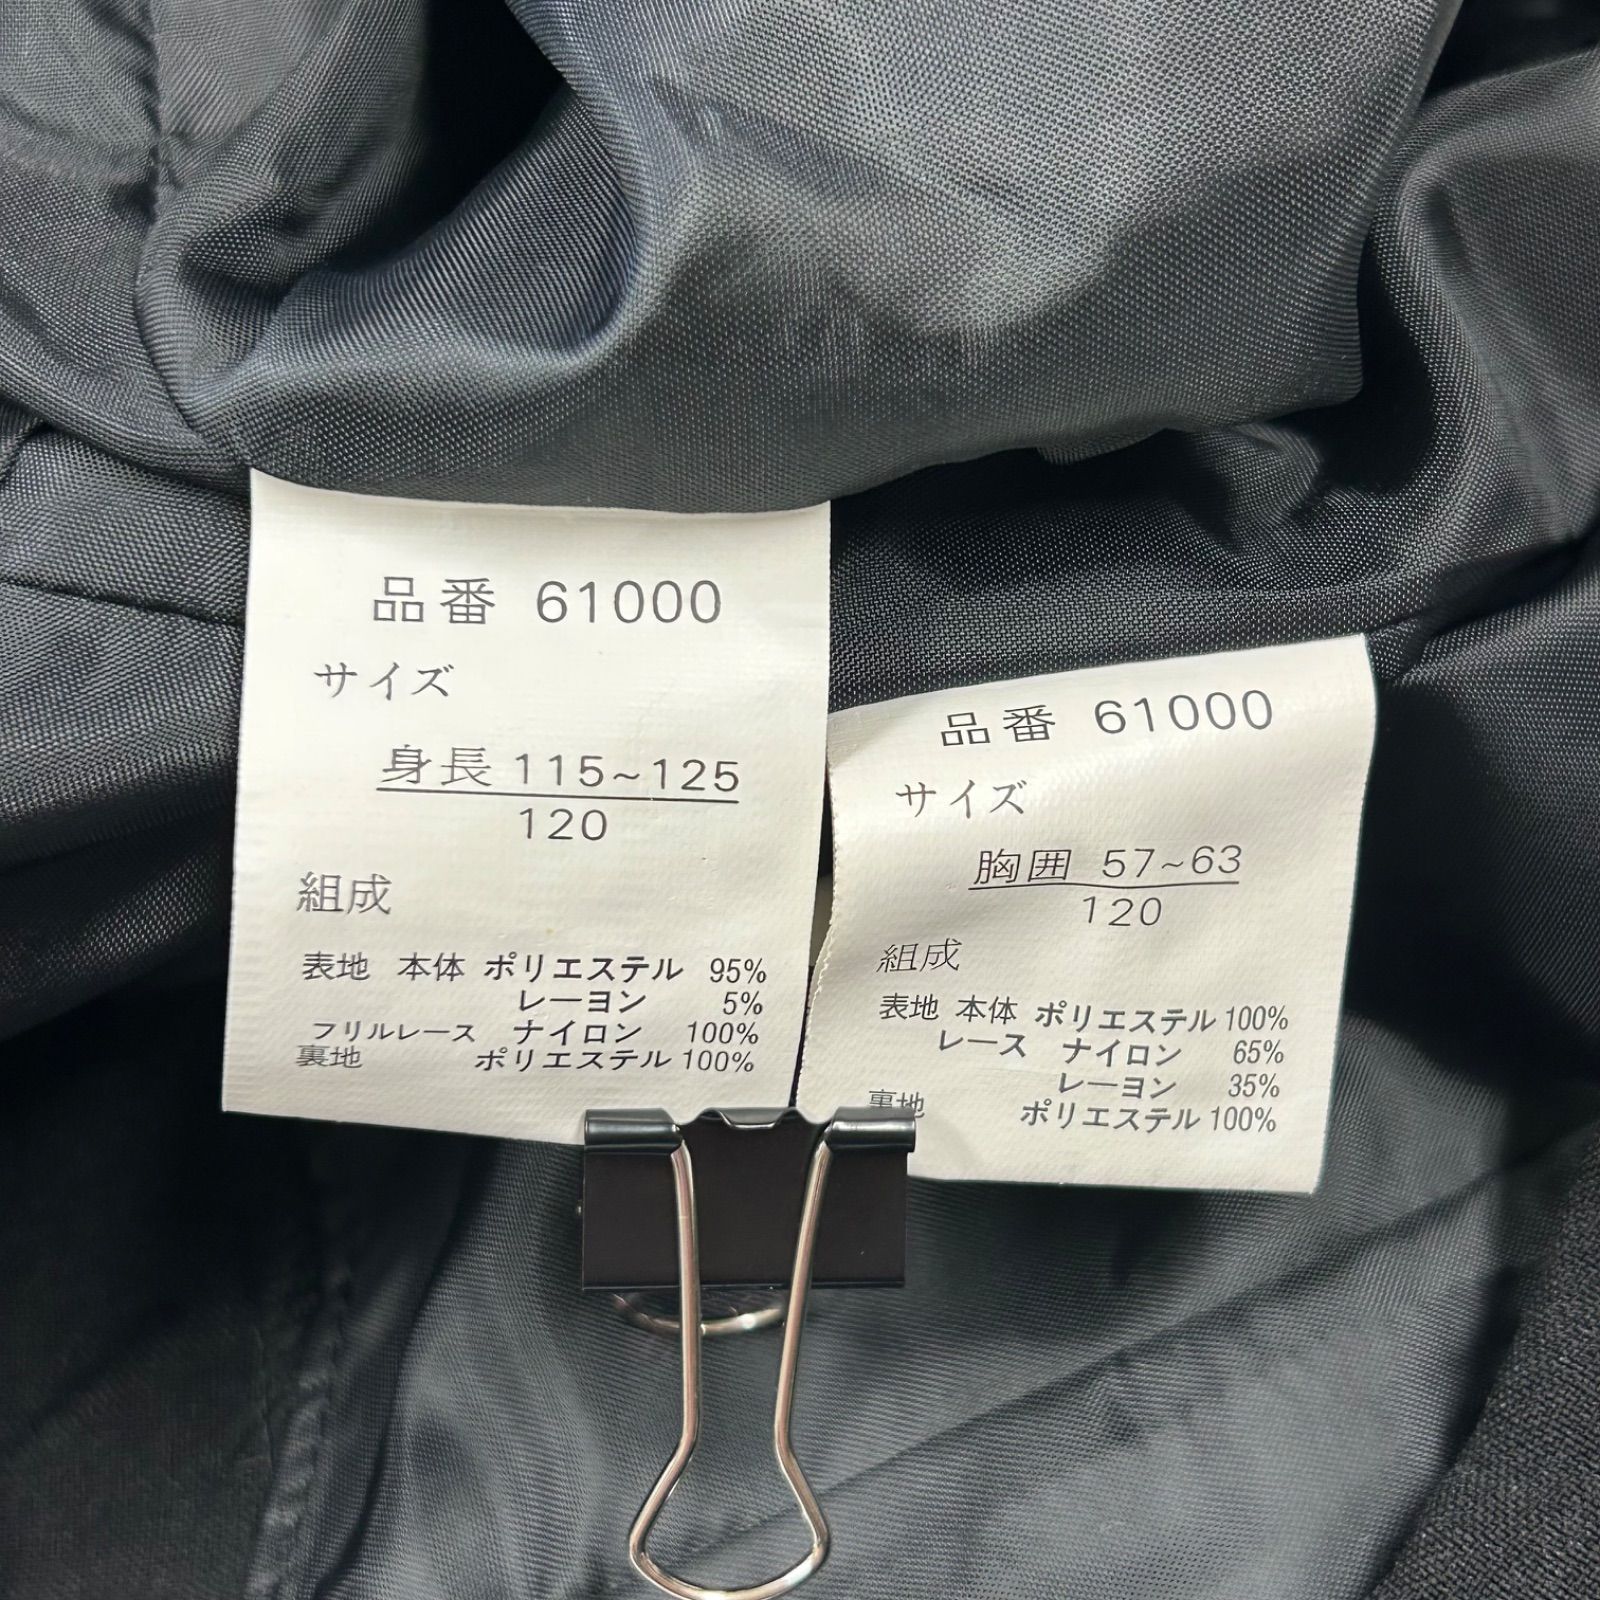 品番 61000
サイズ
身長 115~125
120
組成
表地 本体 ポリエステル 95%
レーヨン 5%
フリルレース ナイロン 100%
裏地 ポリエステル 100%
品番 61000
サイズ
胸囲 57~63
120
組成
表地 本体 ポリエステル 100%
レース ナイロン 65%
レーヨン 35%
裏地 ポリエステル 100%